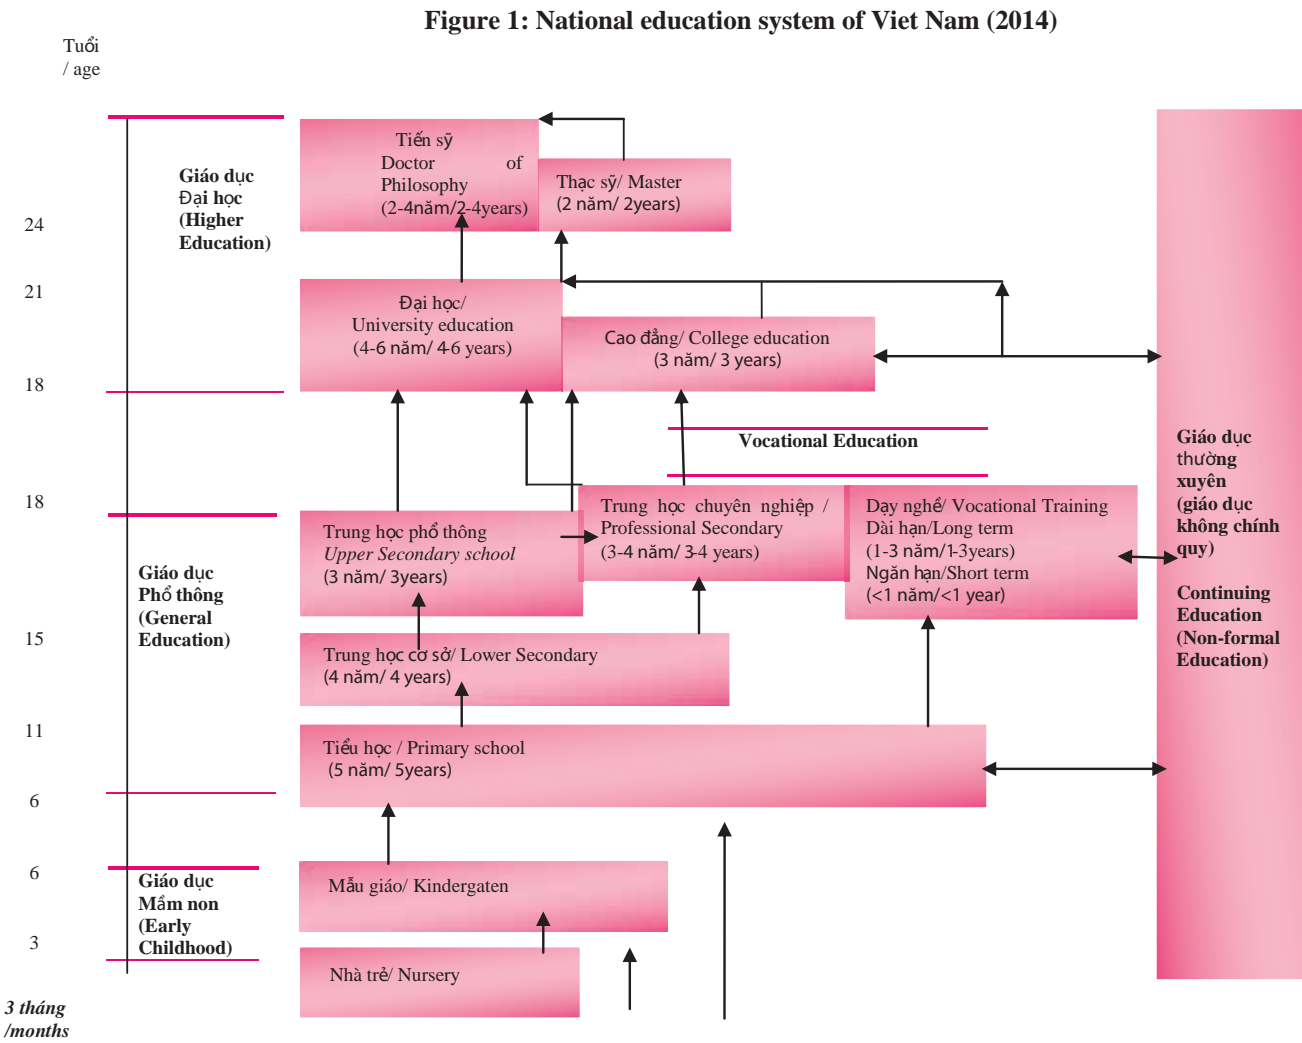 Figure 1: National education system of Viet Nam (2014)
Tuổi
/ age
24
21
18
18
15
11
6
6
3
3 tháng
/months
Giáo dục
Đại học
(Higher
Education)
Giáo dục
Phổ thông
(General
Education)
Giáo dục
Mầm non
(Early
Childhood)
Tiến sỹ
Doctor of
Philosophy
(2-4năm/2-4years)
Thạc sỹ/ Master
(2 năm/ 2years)
Đại học/
University education
(4-6 năm/ 4-6 years)
Cao đẳng/ College education
(3 năm/ 3 years)
Vocational Education
Trung học phổ thông
Upper Secondary school
(3 năm/ 3years)
Trung học chuyên nghiệp /
Professional Secondary
(3-4 năm/ 3-4 years)
Dạy nghề/ Vocational Training
Dài hạn/Long term
(1-3 năm/1-3years)
Ngăn hạn/Short term
(<1 năm/<1 year)
Trung học cơ sở/ Lower Secondary
(4 năm/ 4 years)
Tiểu học / Primary school
(5 năm/ 5years)
Mẫu giáo/ Kindergaten
Nhà trẻ/ Nursery
Giáo dục
thường
xuyên
(giáo dục
không chính
quy)
Continuing
Education
(Non-formal
Education)